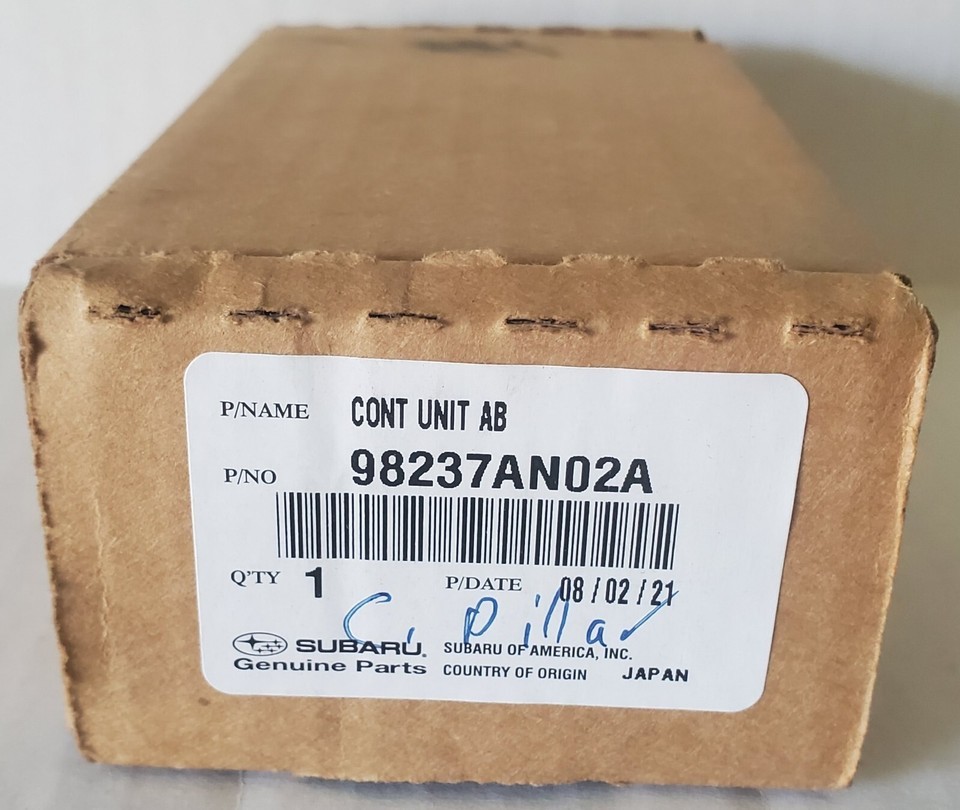 P/NAME CONT UNIT AB
P/NO 98237AN02A
Q'TY 1 P/DATE 08/02/21
C. pillar
SUBARU. SUBARU OF AMERICA, INC.
Genuine Parts COUNTRY OF ORIGIN JAPAN